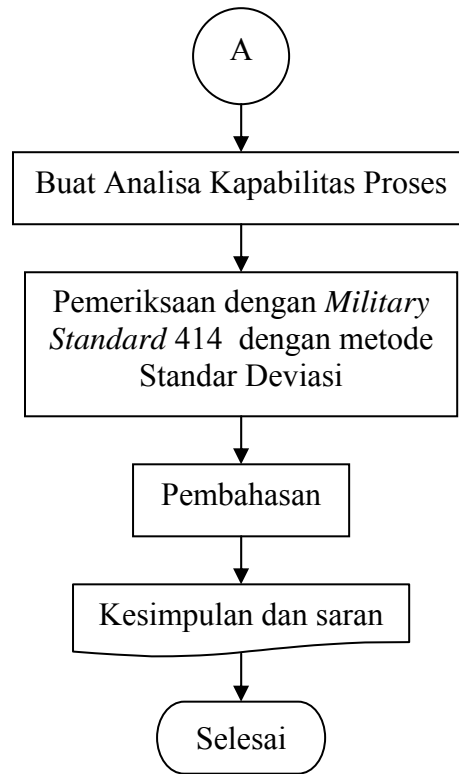 A
Buat Analisa Kapabilitas Proses
Pemeriksaan dengan Military
Standard 414 dengan metode
Standar Deviasi
Pembahasan
Kesimpulan dan saran
Selesai